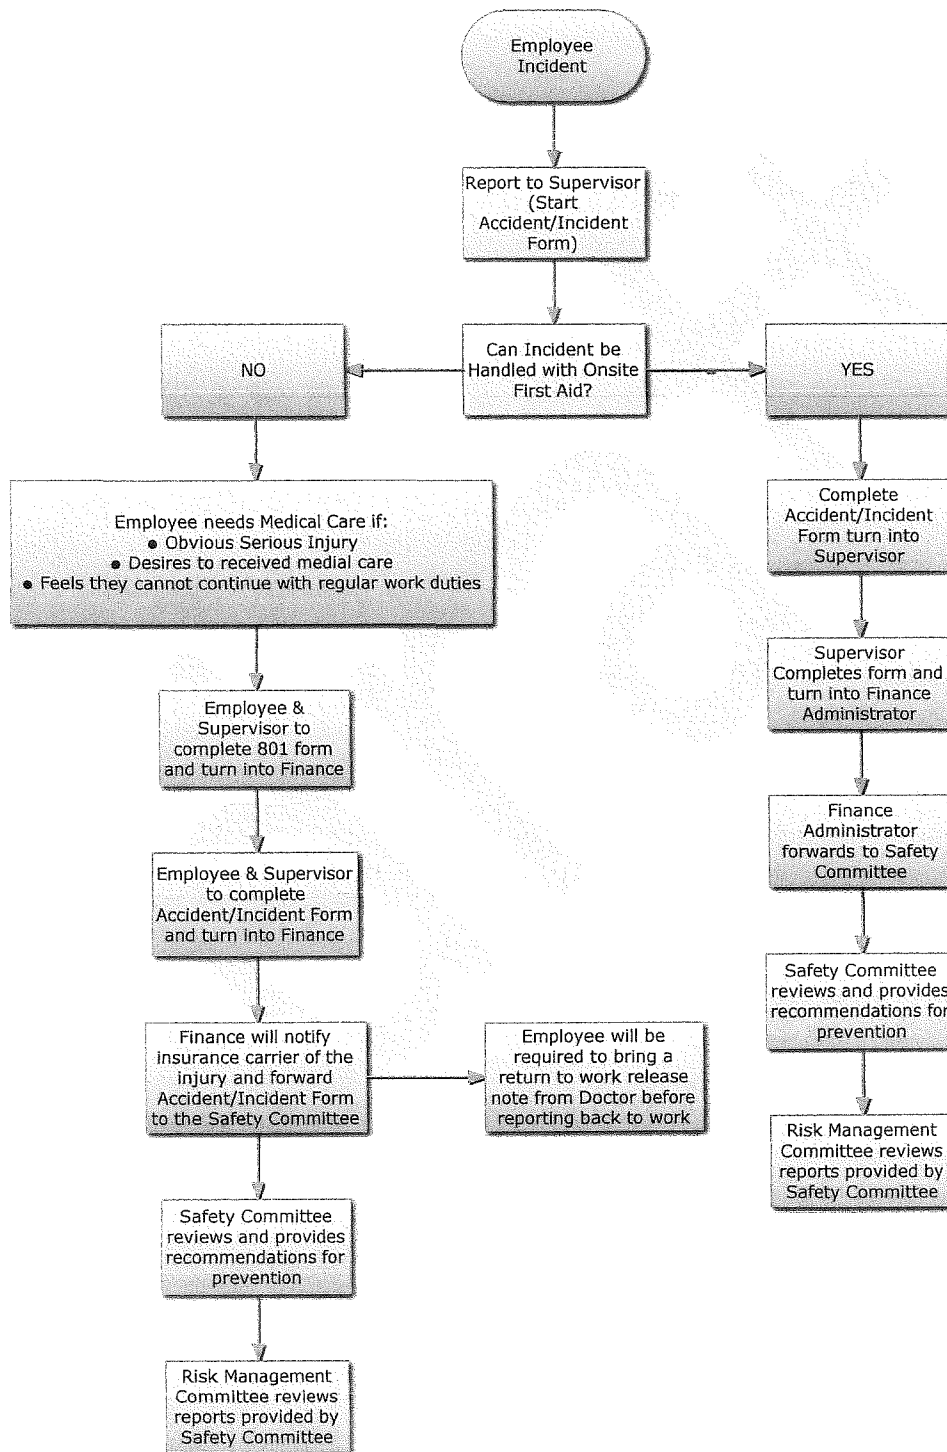 Employee
Incident
Report to Supervisor
(Start
Accident/Incident
Form)
Can Incident be
Handled with Onsite
First Aid?
NO
YES
Employee needs Medical Care if:
● Obvious Serious Injury
● Desires to received medial care
● Feels they cannot continue with regular work duties
Employee &
Supervisor to
complete 801 form
and turn into Finance
Employee & Supervisor
to complete
Accident/Incident Form
and turn into Finance
Finance will notify
insurance carrier of the
injury and forward
Accident/Incident Form
to the Safety Committee
Employee will be
required to bring a
return to work release
note from Doctor before
reporting back to work
Safety Committee
reviews and provides
recommendations for
prevention
Risk Management
Committee reviews
reports provided by
Safety Committee
Complete
Accident/Incident
Form turn into
Supervisor
Supervisor
Completes form and
turn into Finance
Administrator
Finance
Administrator
forwards to Safety
Committee
Safety Committee
reviews and provides
recommendations for
prevention
Risk Management
Committee reviews
reports provided by
Safety Committee